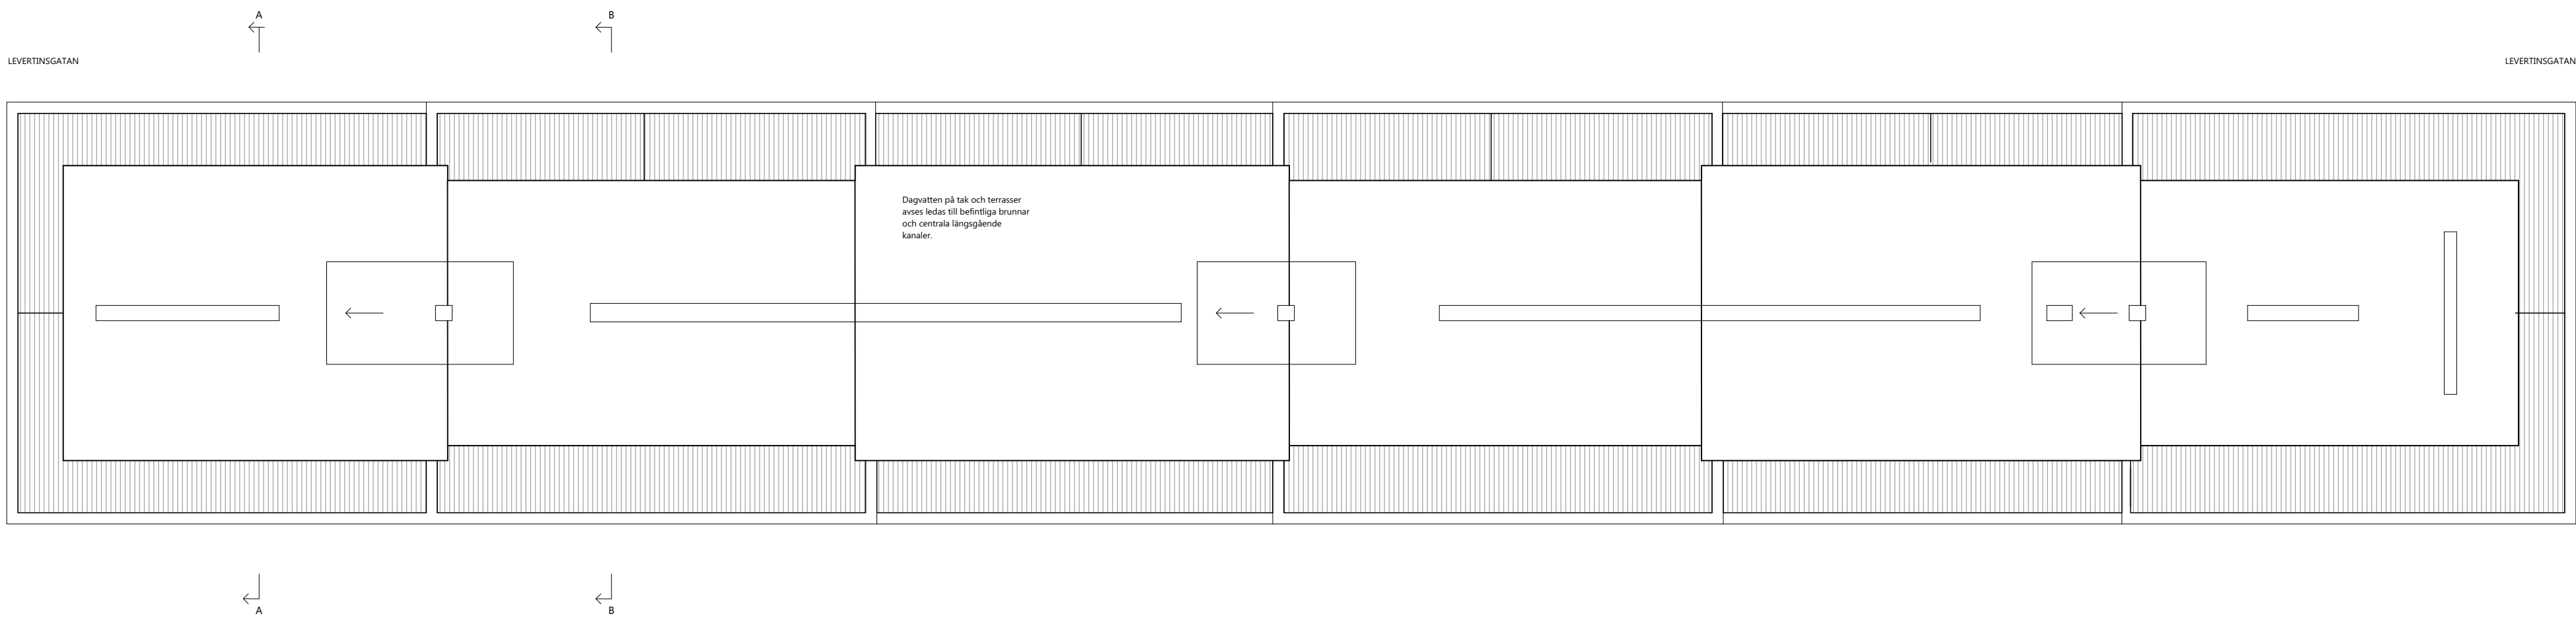 A
B
LEVERTINSGATAN
LEVERTINSGATAN
Dagvatten på tak och terrasser
avses ledas till befintliga brunnar
och centrala längsgående
kanaler.
A
B